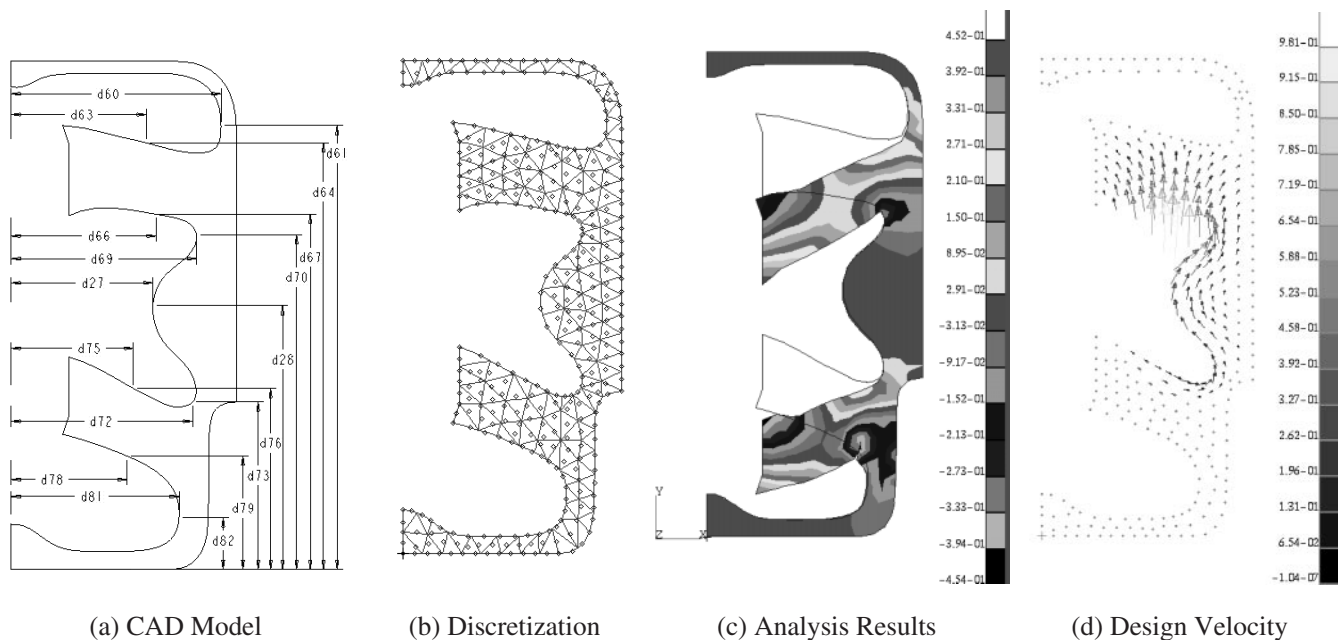 d60
d63
d61
d64
d66
d69
d67
d70
d27
d28
d75
d72
d76
d73
d78
d79
d81
d82
Y
Z
X
4.52-01
3.92-01
3.31-01
2.71-01
2.10-01
1.50-01
8.95-02
2.91-02
-3.13-02
-9.17-02
-1.52-01
-2.13-01
-2.73-01
-3.33-01
-3.94-01
-4.54-01
9.81-01
9.15-01
8.50-01
7.85-01
7.19-01
6.54-01
5.88-01
5.23-01
4.58-01
3.92-01
3.27-01
2.62-01
1.96-01
1.31-01
6.54-02
-1.04-07
(a) CAD Model
(b) Discretization
(c) Analysis Results
(d) Design Velocity